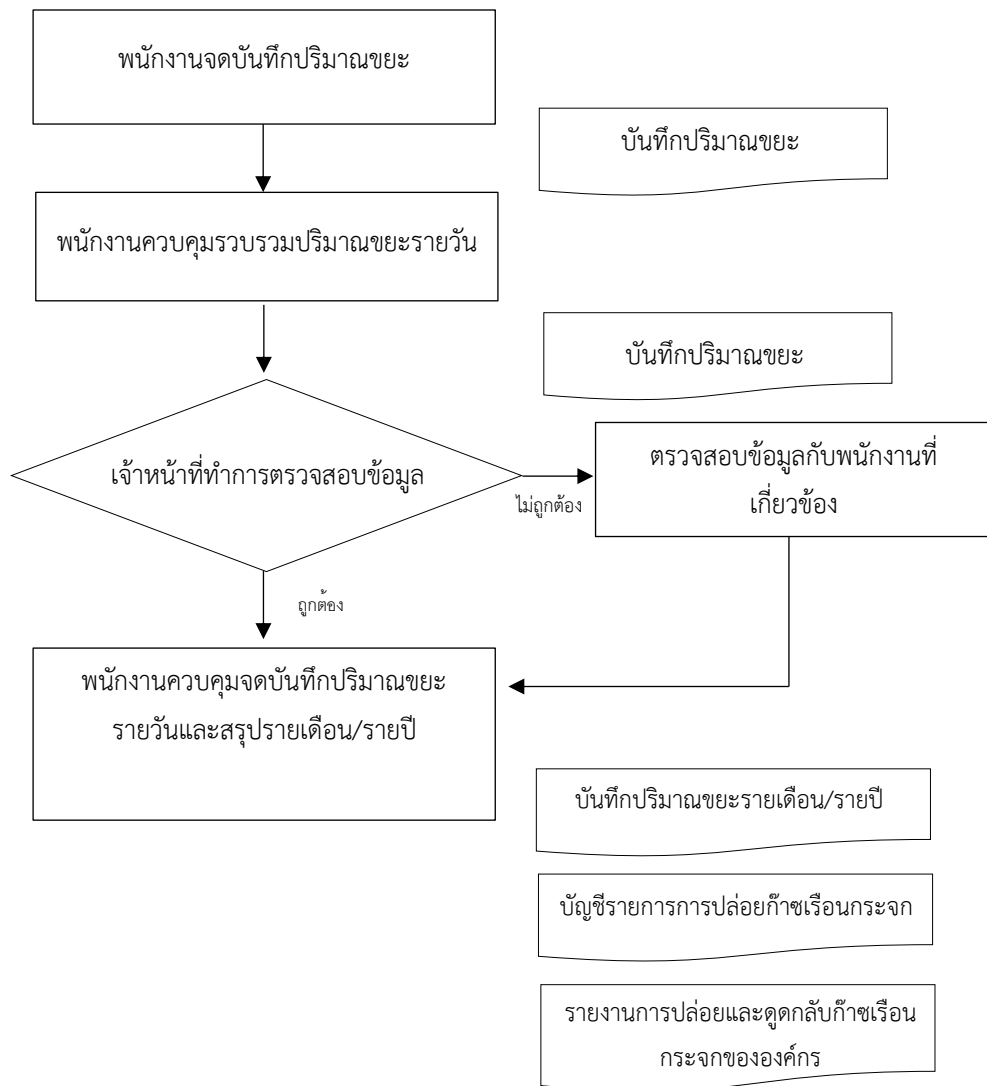 พนักงานจดบันทึกปริมาณขยะ
บันทึกปริมาณขยะ
พนักงานควบคุมรวบรวมปริมาณขยะรายวัน
บันทึกปริมาณขยะ
เจ้าหน้าที่ทำการตรวจสอบข้อมูล
ไม่ถูกต้อง
ตรวจสอบข้อมูลกับพนักงานที่
เกี่ยวข้อง
ถูกต้อง
พนักงานควบคุมจดบันทึกปริมาณขยะ
รายวันและสรุปรายเดือน/รายปี
บันทึกปริมาณขยะรายเดือน/รายปี
บัญชีรายการการปล่อยก๊าซเรือนกระจก
รายงานการปล่อยและดูดกลับก๊าซเรือน
กระจกขององค์กร